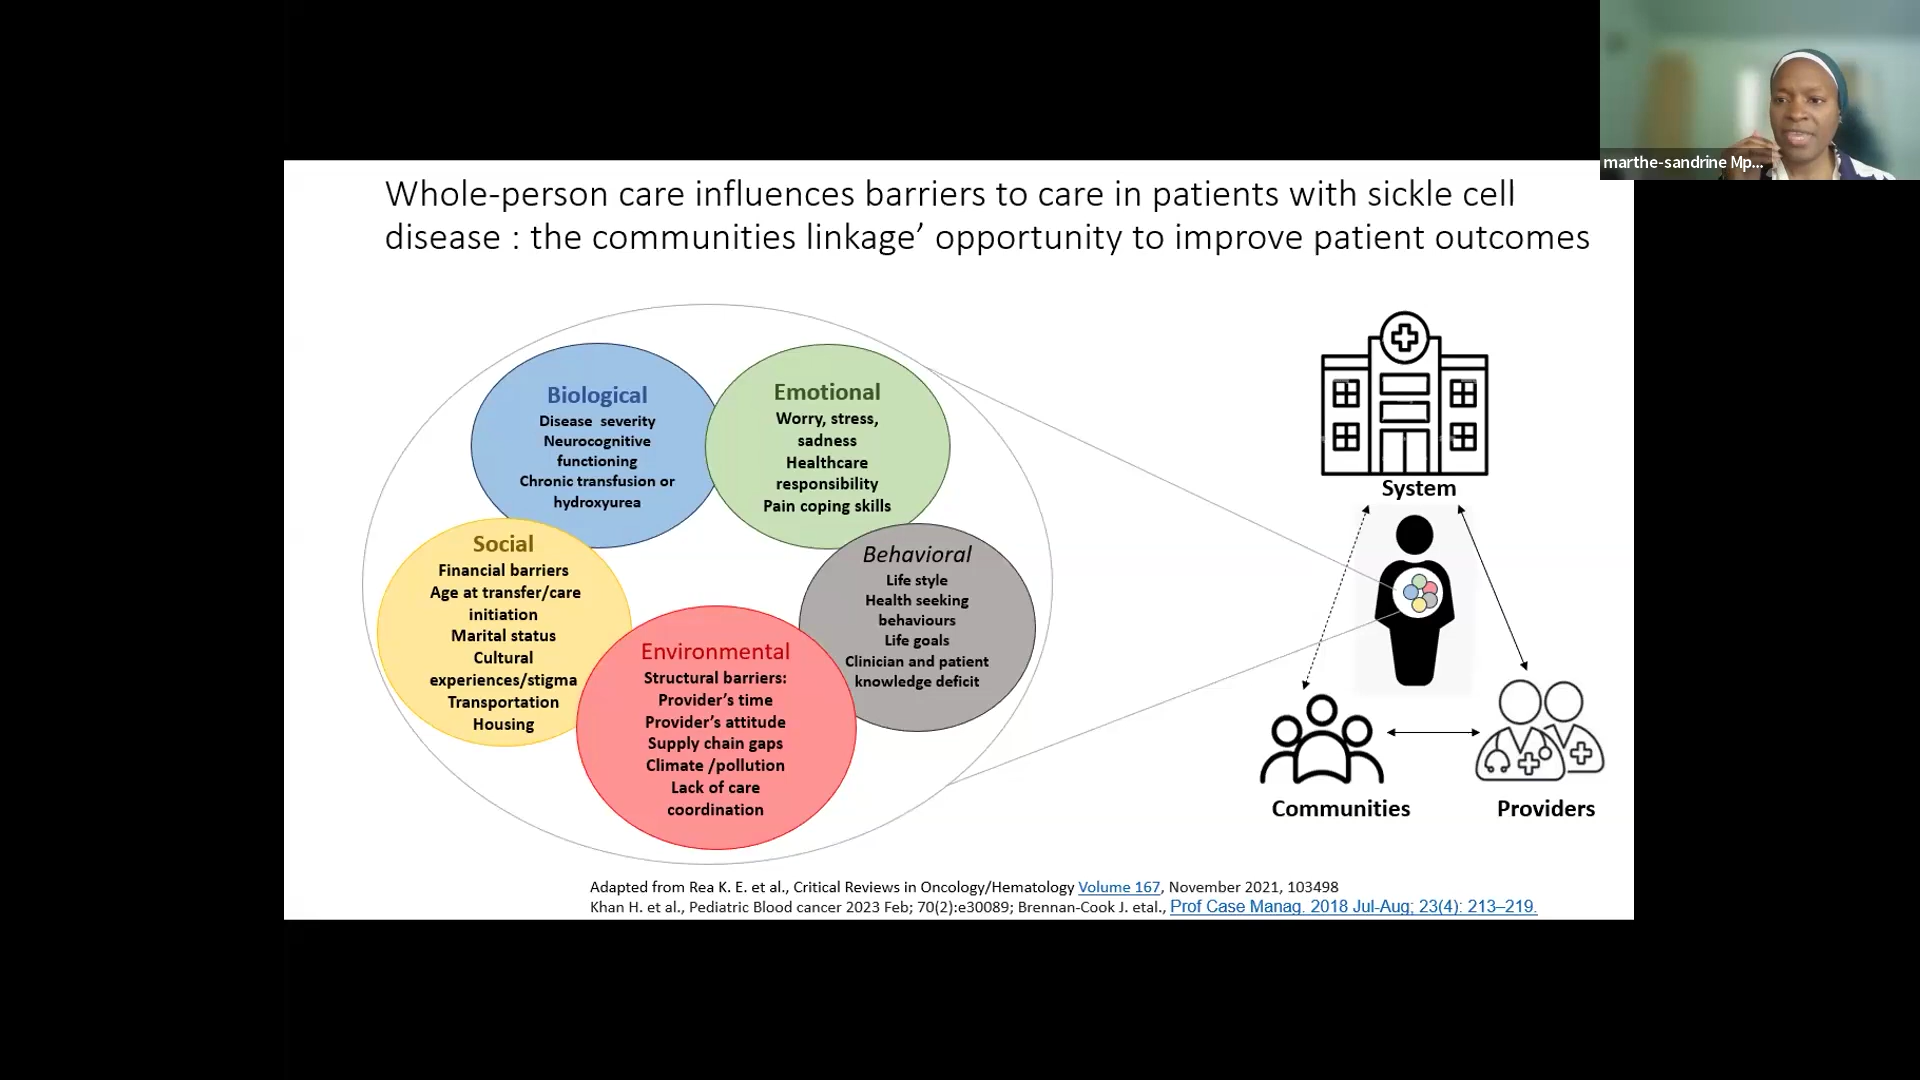 marthe-sandrine Mp...
Whole-person care influences barriers to care in patients with sickle cell
disease : the communities linkage’ opportunity to improve patient outcomes
Biological
Disease severity
Neurocognitive
functioning
Chronic transfusion or
hydroxyurea
Emotional
Worry, stress,
sadness
Healthcare
responsibility
Pain coping skills
Social
Financial barriers
Age at transfer/care
initiation
Marital status
Cultural
experiences/stigma
Transportation
Housing
Behavioral
Life style
Health seeking
behaviours
Life goals
Clinician and patient
knowledge deficit
Environmental
Structural barriers:
Provider’s time
Provider’s attitude
Supply chain gaps
Climate /pollution
Lack of care
coordination
System
Communities
Providers
Adapted from Rea K. E. et al., Critical Reviews in Oncology/Hematology Volume 167, November 2021, 103498
Khan H. et al., Pediatric Blood cancer 2023 Feb; 70(2):e30089; Brennan-Cook J. etal., Prof Case Manag. 2018 Jul-Aug; 23(4): 213–219.